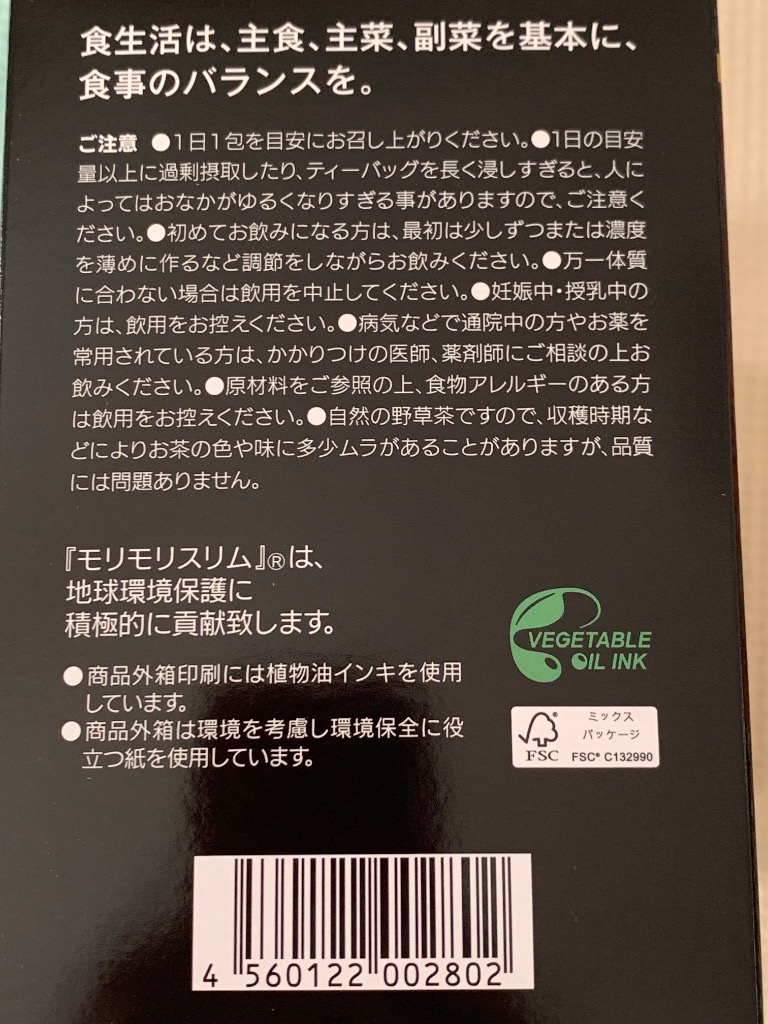 食生活は、主食、主菜、副菜を基本に、
食事のバランスを。
ご注意 ●1日1包を目安にお召し上がりください。●1日の目安
量以上に過剰摂取したり、ティーバッグを長く浸しすぎると、人に
よってはおなかがゆるくなりすぎる事がありますので、ご注意く
ださい。●初めてお飲みになる方は、最初は少しずつまたは濃度
を薄めに作るなど調節をしながらお飲みください。●万一体質
に合わない場合は飲用を中止してください。●妊娠中・授乳中の
方は、飲用をお控えください。●病気などで通院中の方やお薬を
常用されている方は、かかりつけの医師、薬剤師にご相談の上お
飲みください。●原材料をご参照の上、食物アレルギーのある方
は飲用をお控えください。●自然の野草茶ですので、収穫時期な
どによりお茶の色や味に多少ムラがあることがありますが、品質
には問題ありません。
『モリモリスリム』®は、
地球環境保護に
積極的に貢献致します。
●商品外箱印刷には植物油インキを使用
しています。
●商品外箱は環境を考慮し環境保全に役
立つ紙を使用しています。
VEGETABLE
OIL INK
ミックス
パッケージ
FSC
FSC® C132990
4 560122 002802